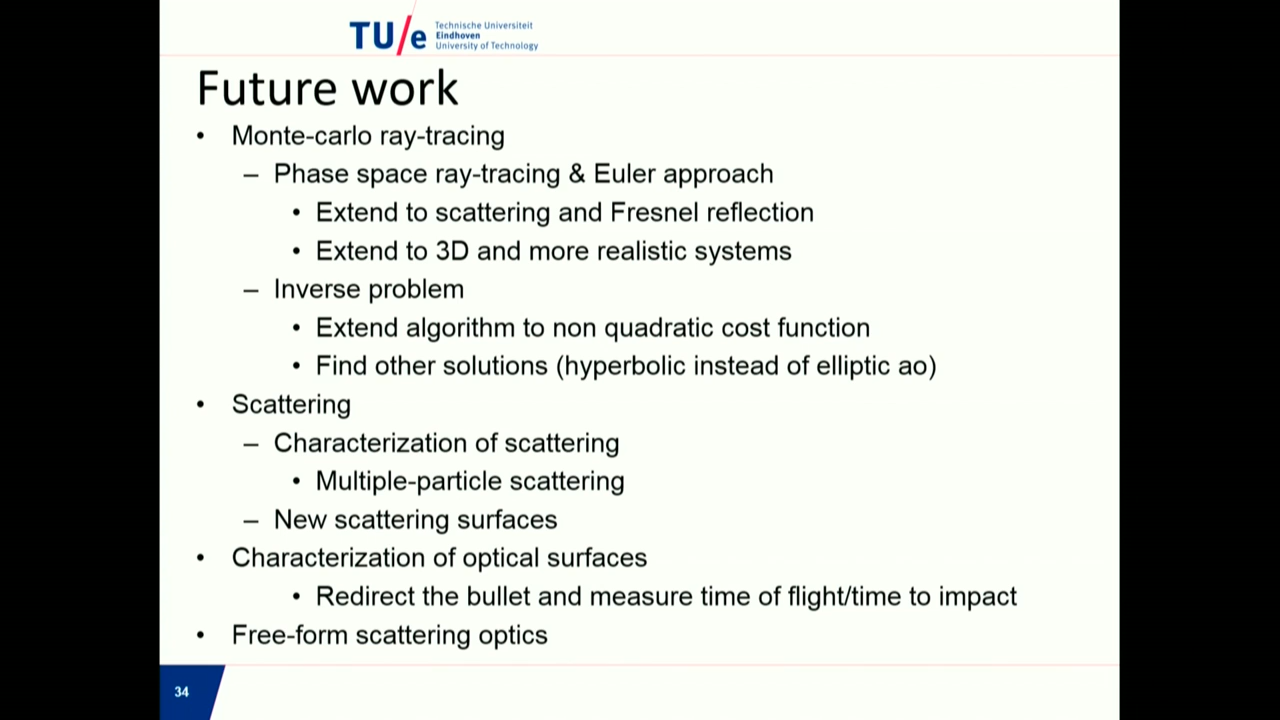 TU/e Technische Universiteit
Eindhoven
University of Technology
Future work
• Monte-carlo ray-tracing
– Phase space ray-tracing & Euler approach
• Extend to scattering and Fresnel reflection
• Extend to 3D and more realistic systems
– Inverse problem
• Extend algorithm to non quadratic cost function
• Find other solutions (hyperbolic instead of elliptic ao)
• Scattering
– Characterization of scattering
• Multiple-particle scattering
– New scattering surfaces
• Characterization of optical surfaces
• Redirect the bullet and measure time of flight/time to impact
• Free-form scattering optics
34